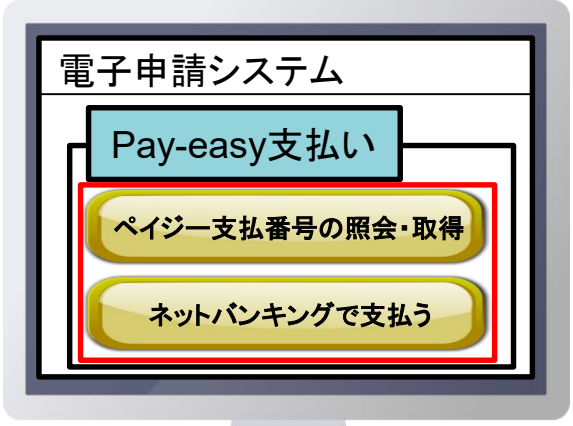 電子申請システム
Pay-easy支払い
ペイジー支払番号の照会・取得
ネットバンキングで支払う